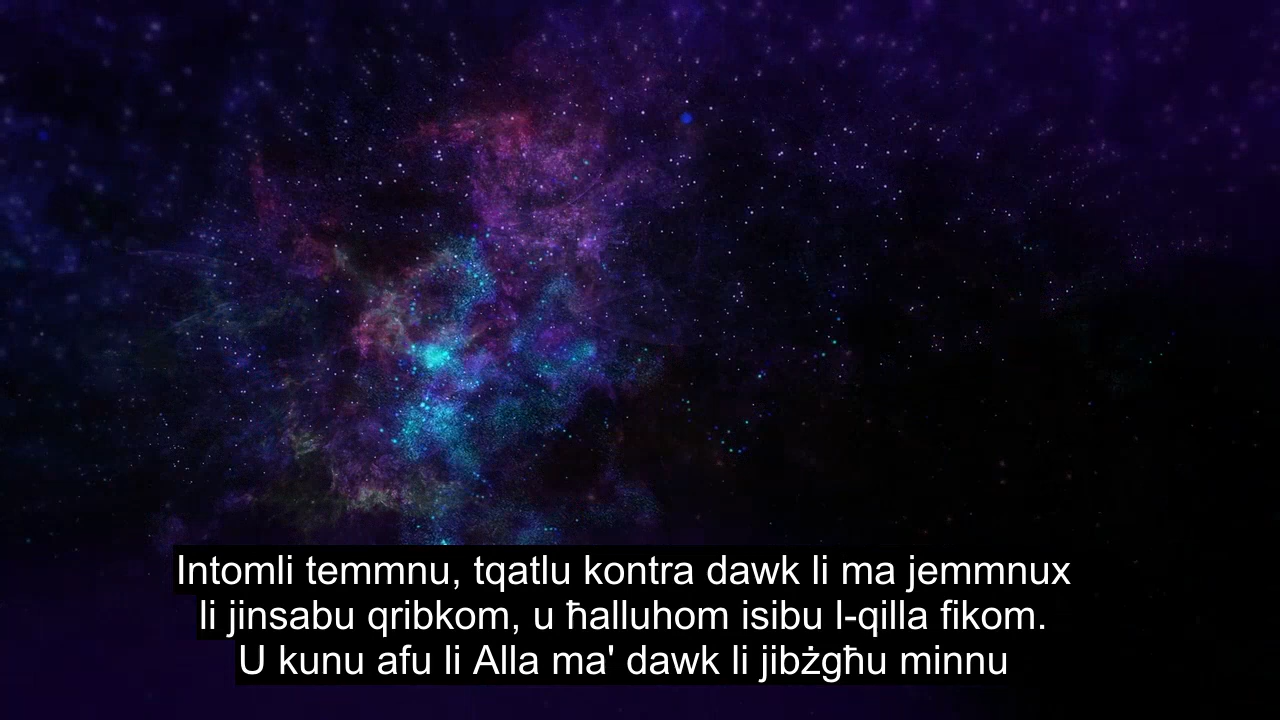 Intomli temmnu, tqatlu kontra dawk li ma jemmnux
li jinsabu qribkom, u ħalluhom isibu l-qilla fikom.
U kunu afu li Alla ma' dawk li jibżgħu minnu